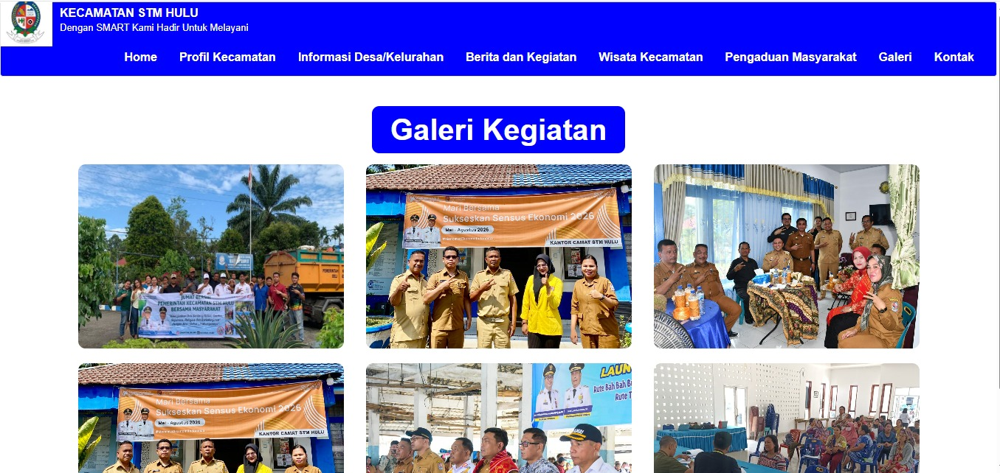 KECAMATAN STM HULU
Dengan SMART Kami Hadir Untuk Melayani
Home Profil Kecamatan Informasi Desa/Kelurahan Berita dan Kegiatan Wisata Kecamatan Pengaduan Masyarakat Galeri Kontak
Galeri Kegiatan
JUMAT BERSIH
PEMERINTAH KECAMATAN STM HULU
BERSAMA MASYARAKAT
PEMERINTAH
Mari Bersama
Sukseskan Sensus Ekonomi 2026
Mei - Agustus 2026
KANTOR CAMAT STM HULU
Mari Bersama
Sukseskan Sensus Ekonomi 2026
Mei - Agustus 2026
KANTOR CAMAT STM HULU
LAUN
Rute Bah Bah B
Rute T